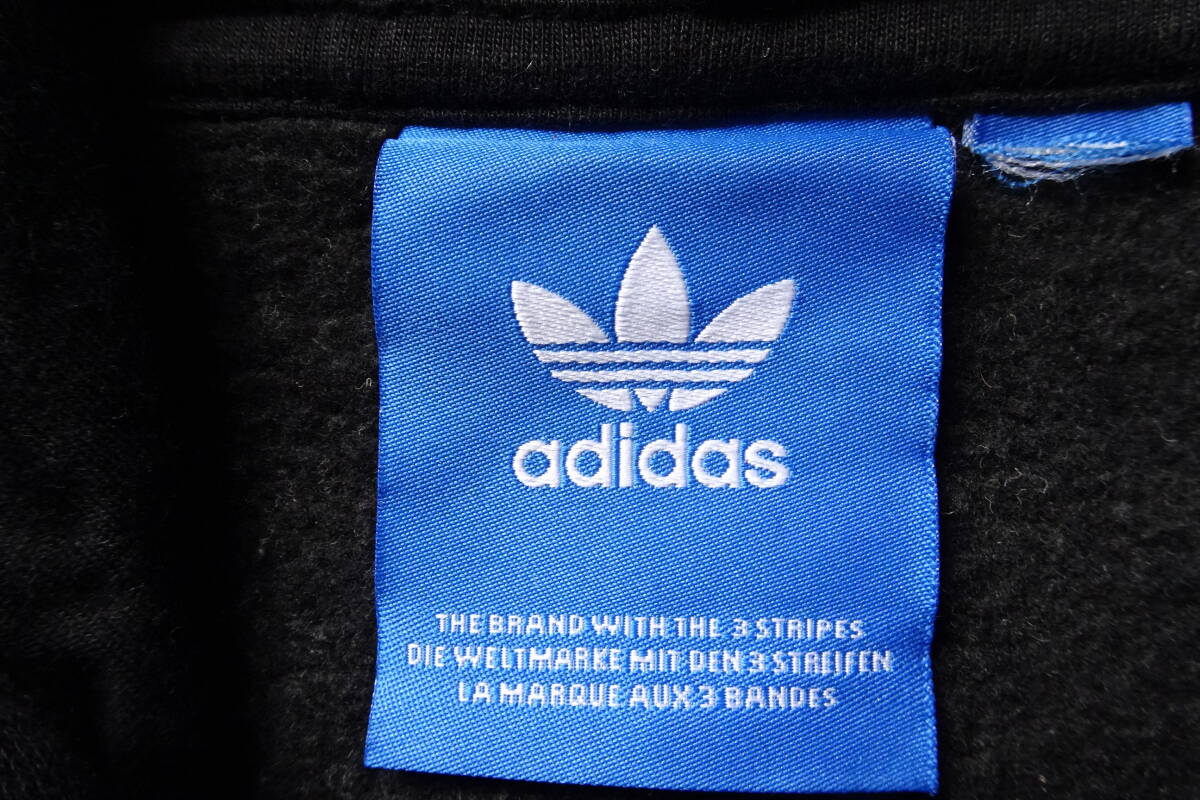 adidas
THE BRAND WITH THE 3 STRIPES
DIE WELTMARKE MIT DEN 3 STREIFEN
LA MARQUE AUX 3 BANDES